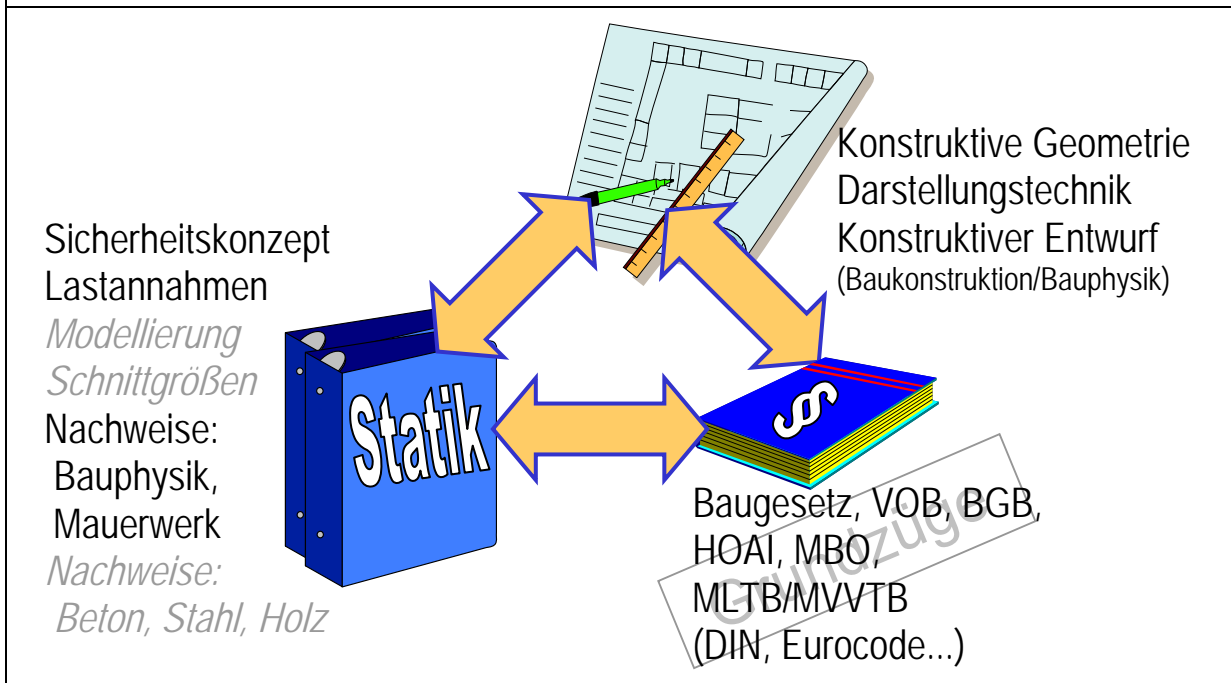 Konstruktive Geometrie
Darstellungstechnik
Konstruktiver Entwurf
(Baukonstruktion/Bauphysik)
Sicherheitskonzept
Lastannahmen
Modellierung
Schnittgrößen
Nachweise:
Bauphysik,
Mauerwerk
Nachweise:
Beton, Stahl, Holz
Statik
§
Baugesetz, VOB, BGB,
HOAI, MBO,
MLTB/MVVTB
(DIN, Eurocode...)
Grundzüge